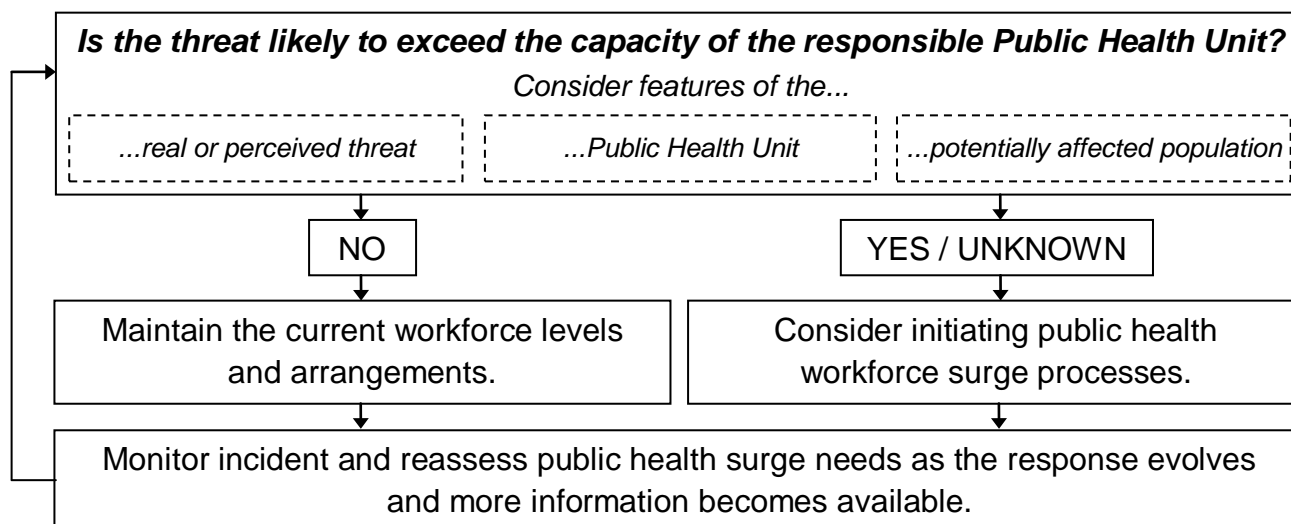 Is the threat likely to exceed the capacity of the responsible Public Health Unit?
Consider features of the...
...real or perceived threat
...Public Health Unit
...potentially affected population
NO
YES / UNKNOWN
Maintain the current workforce levels
and arrangements.
Consider initiating public health
workforce surge processes.
Monitor incident and reassess public health surge needs as the response evolves
and more information becomes available.